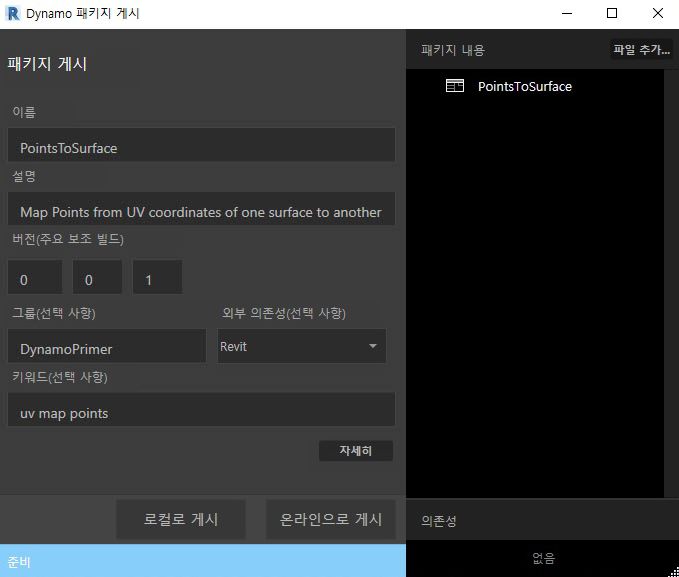 Dynamo 패키지 게시
패키지 게시
이름
PointsToSurface
설명
Map Points from UV coordinates of one surface to another
버전(주요 보조 빌드)
0 0 1
그룹(선택 사항) 외부 의존성(선택 사항)
DynamoPrimer Revit
키워드(선택 사항)
uv map points
자세히
로컬로 게시 온라인으로 게시
준비
패키지 내용 파일 추가...
PointsToSurface
의존성
없음